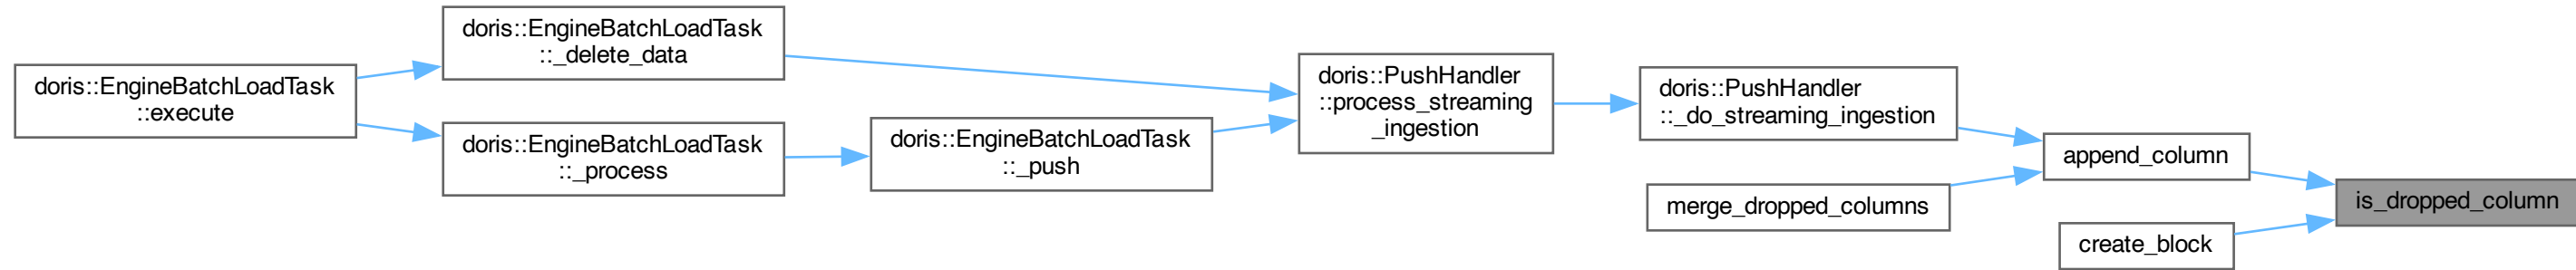 doris::EngineBatchLoadTask
::execute
doris::EngineBatchLoadTask
::_delete_data
doris::EngineBatchLoadTask
::_process
doris::EngineBatchLoadTask
::_push
doris::PushHandler
::process_streaming
_ingestion
doris::PushHandler
::_do_streaming_ingestion
merge_dropped_columns
append_column
create_block
is_dropped_column